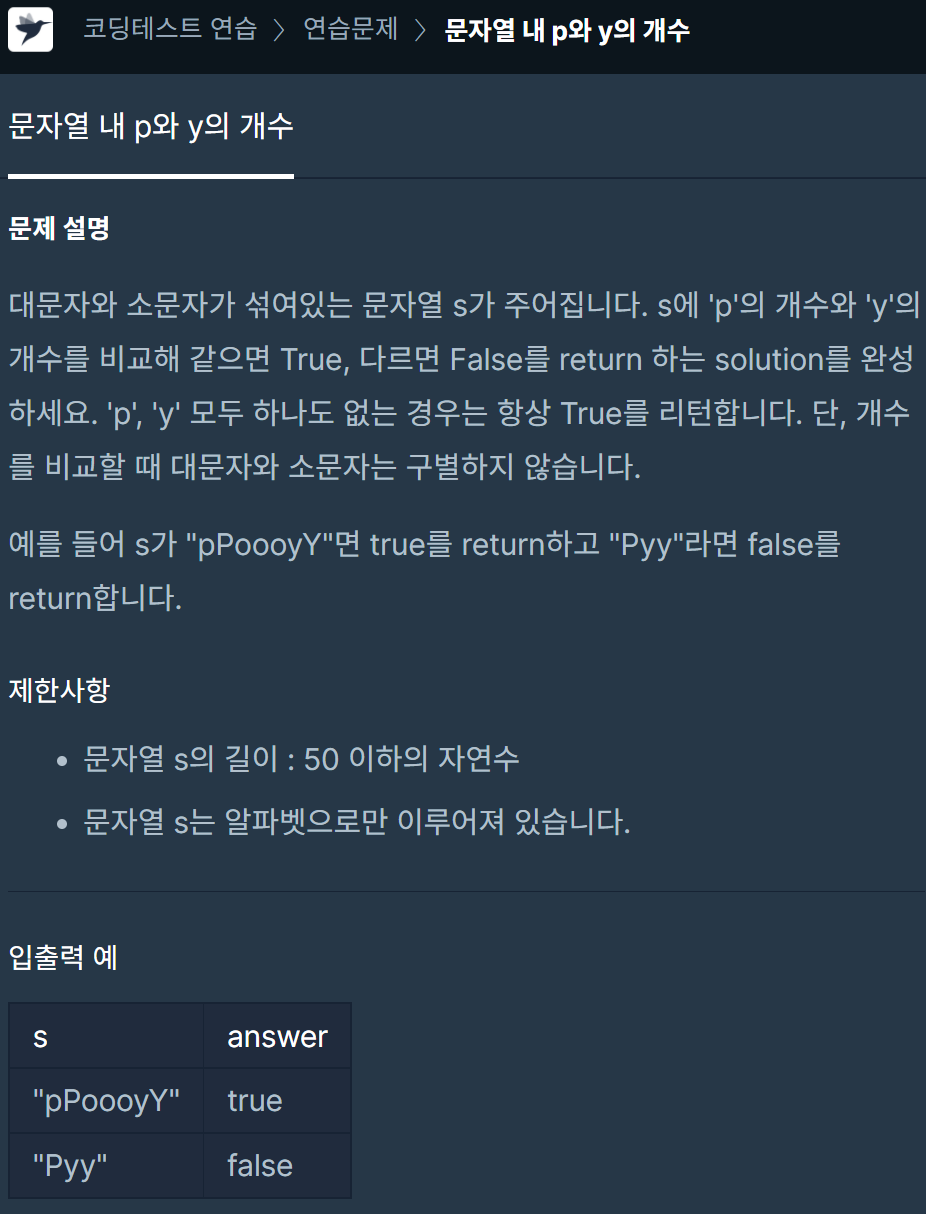 코딩테스트 연습 〉 연습문제 〉 문자열 내 p와 y의 개수
문자열 내 p와 y의 개수
문제 설명
대문자와 소문자가 섞여있는 문자열 s가 주어집니다. s에 'p'의 개수와 'y'의
개수를 비교해 같으면 True, 다르면 False를 return 하는 solution를 완성
하세요. 'p', 'y' 모두 하나도 없는 경우는 항상 True를 리턴합니다. 단, 개수
를 비교할 때 대문자와 소문자는 구별하지 않습니다.
예를 들어 s가 "pPoooyY"면 true를 return하고 "Pyy"라면 false를
return합니다.
제한사항
• 문자열 s의 길이 : 50 이하의 자연수
• 문자열 s는 알파벳으로만 이루어져 있습니다.
입출력 예
s answer
"pPoooyY" true
"Pyy" false